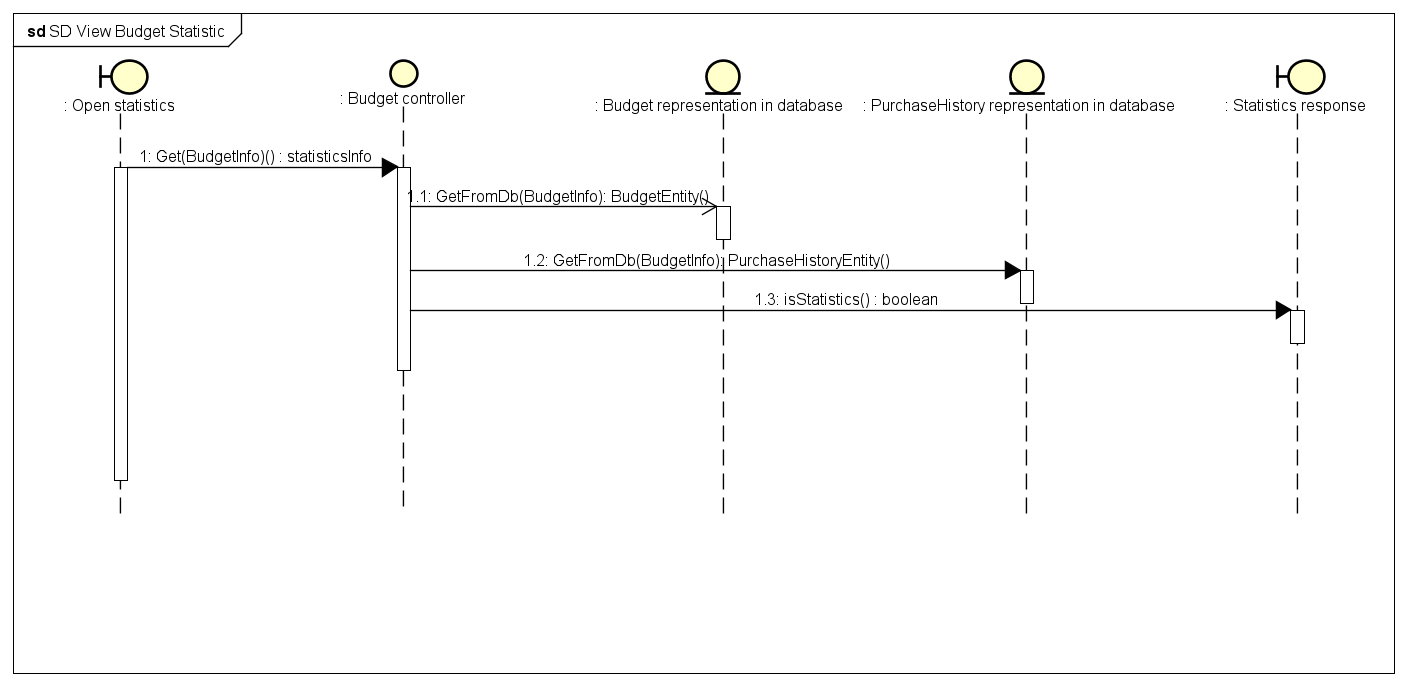 sd SD View Budget Statistic
: Open statistics
: Budget controller
: Budget representation in database
: PurchaseHistory representation in database
: Statistics response
1: Get(BudgetInfo)() : statisticsInfo
1.1: GetFromDb(BudgetInfo): BudgetEntity()
1.2: GetFromDb(BudgetInfo): PurchaseHistoryEntity()
1.3: isStatistics() : boolean